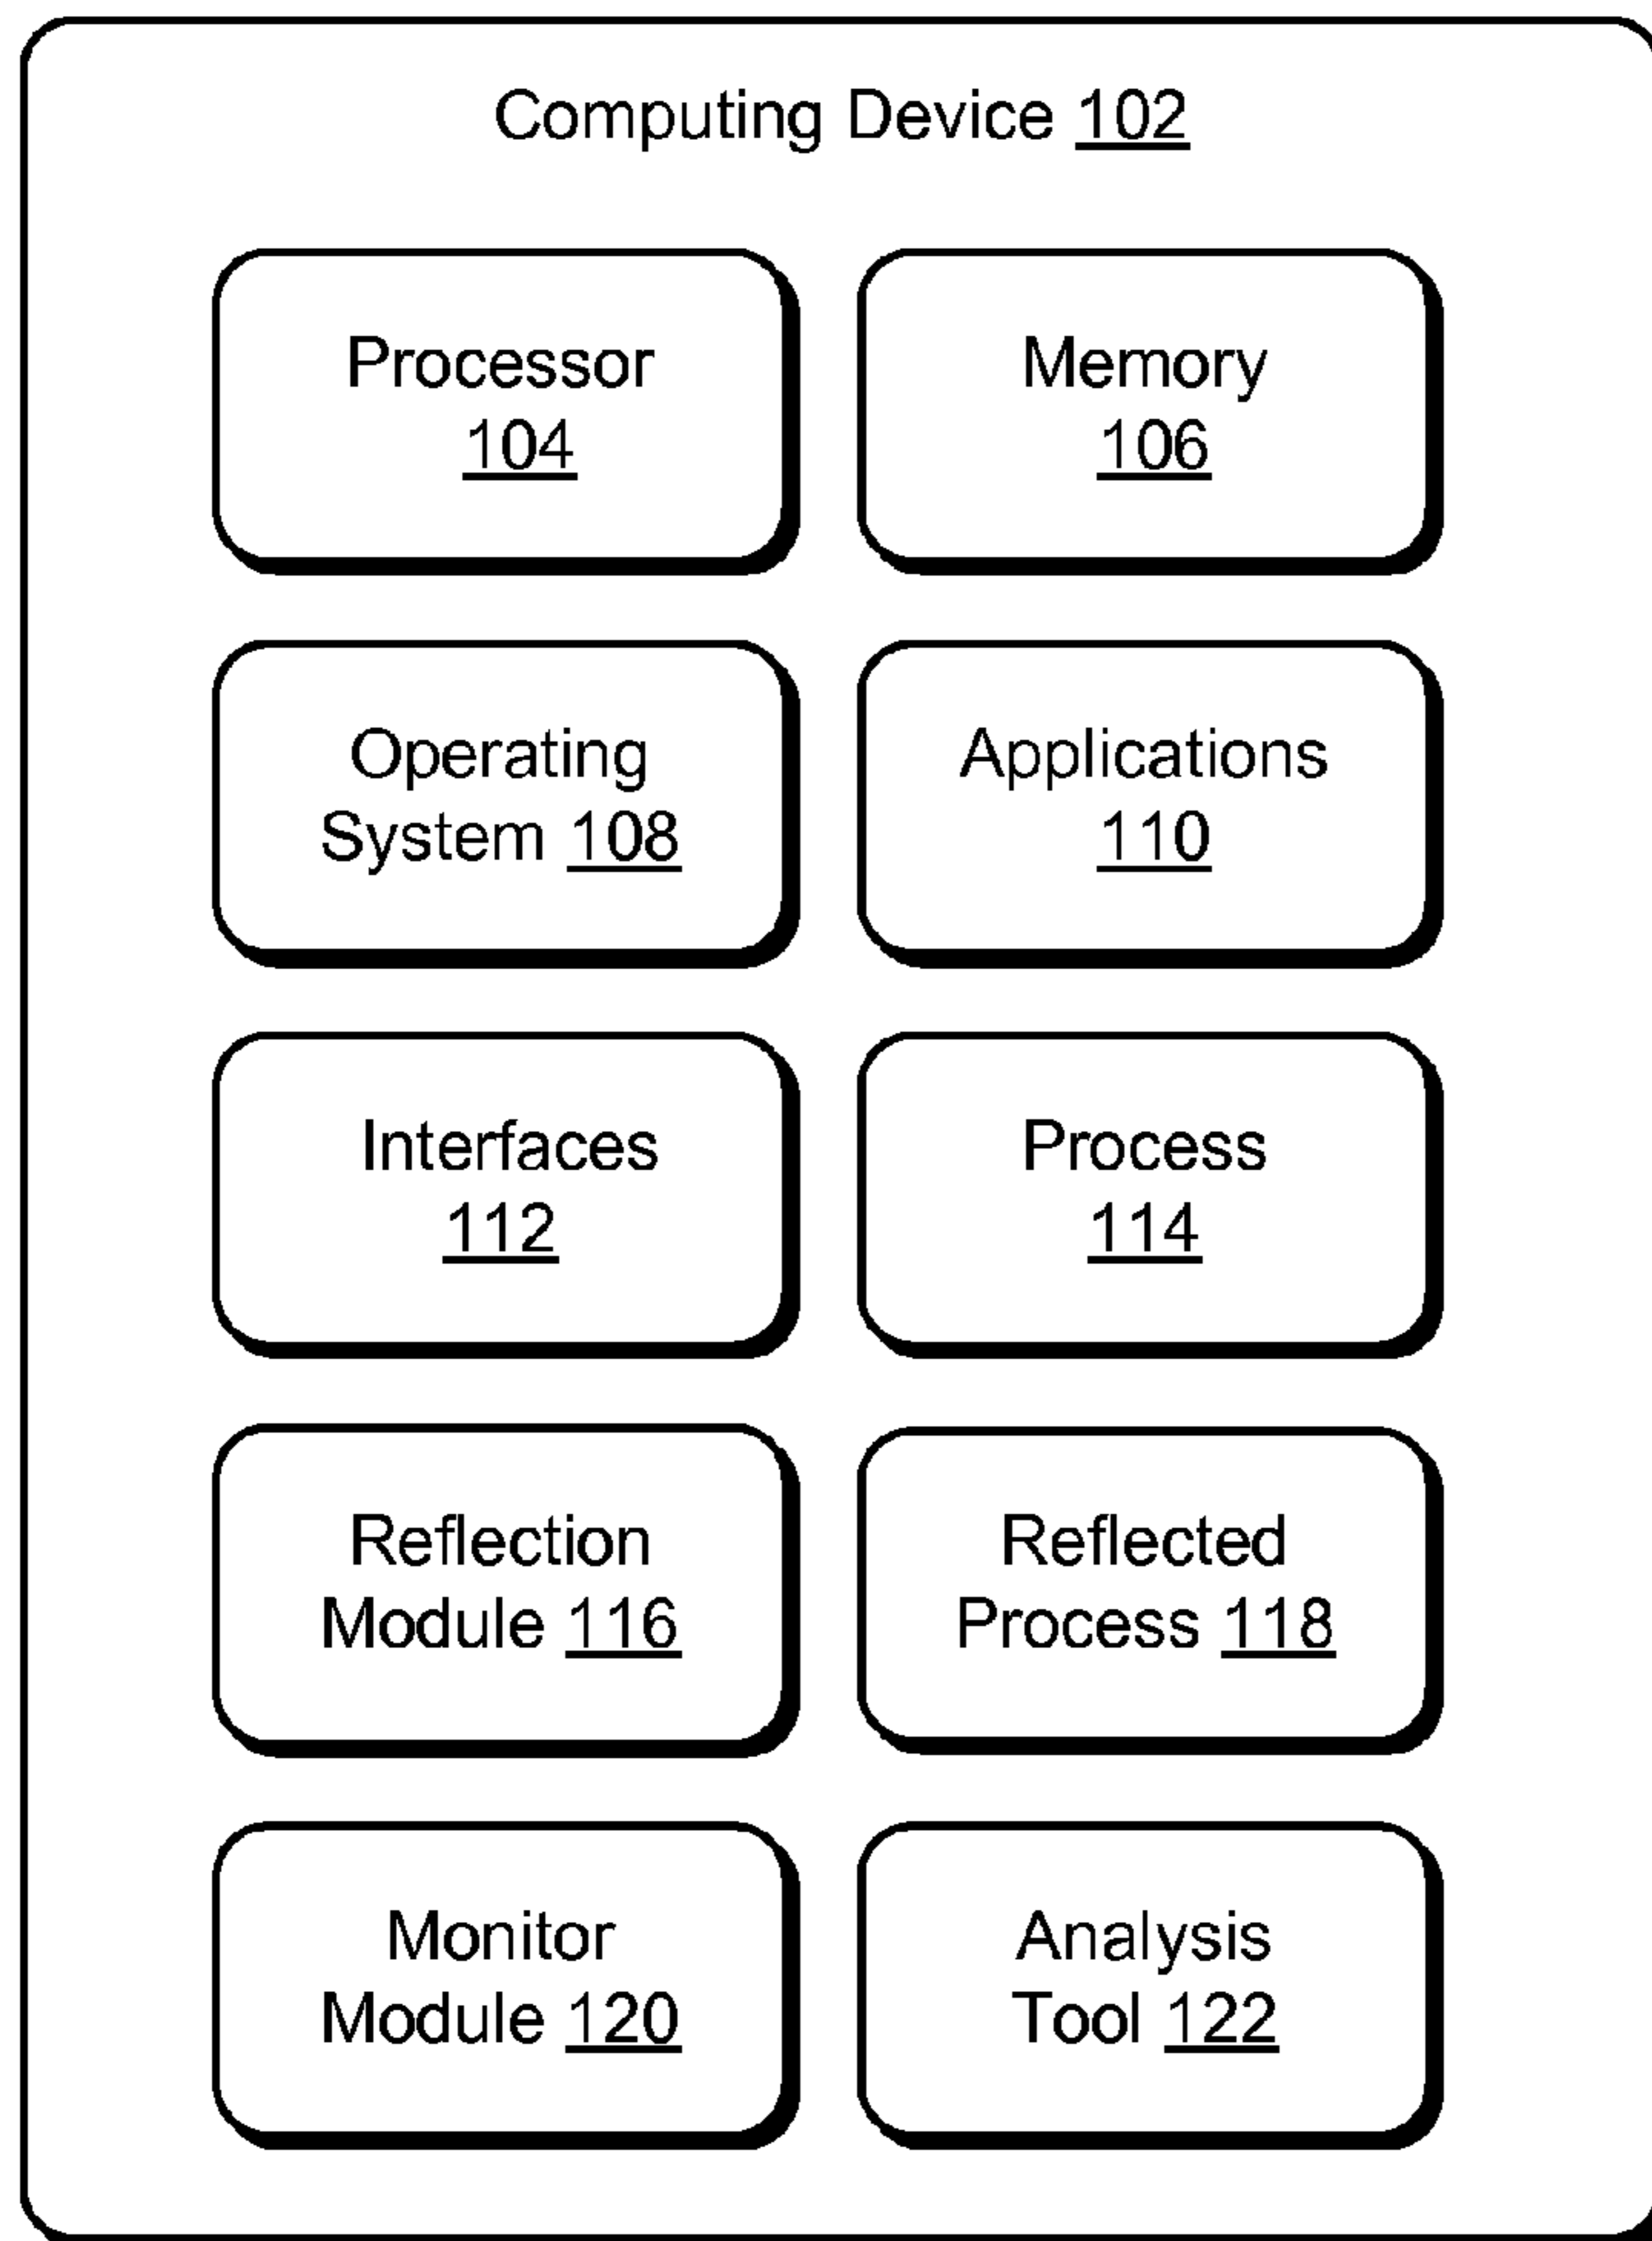 Computing Device 102
Processor
104
Memory
106
Operating
System 108
Applications
110
Interfaces
112
Process
114
Reflection
Module 116
Reflected
Process 118
Monitor
Module 120
Analysis
Tool 122